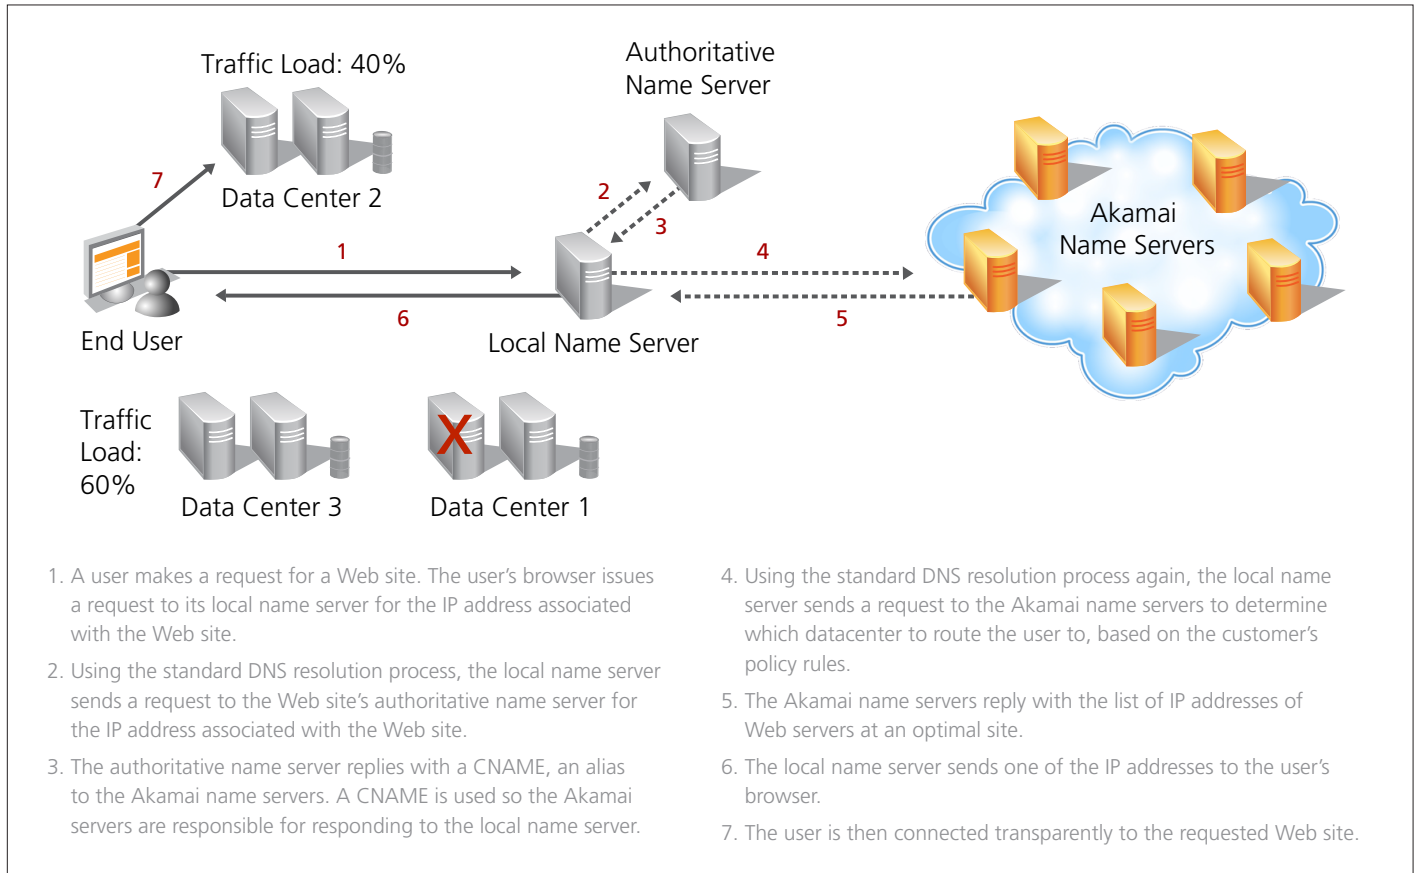 Traffic Load: 40%
Authoritative
Name Server
7
Data Center 2
2
3
Akamai
Name Servers
1
4
6
5
End User
Local Name Server
Traffic
Load:
60%
X
Data Center 3
Data Center 1
1. A user makes a request for a Web site. The user's browser issues
a request to its local name server for the IP address associated
with the Web site.
2. Using the standard DNS resolution process, the local name server
sends a request to the Web site's authoritative name server for
the IP address associated with the Web site.
3. The authoritative name server replies with a CNAME, an alias
to the Akamai name servers. A CNAME is used so the Akamai
servers are responsible for responding to the local name server.
4. Using the standard DNS resolution process again, the local name
server sends a request to the Akamai name servers to determine
which datacenter to route the user to, based on the customer's
policy rules.
5. The Akamai name servers reply with the list of IP addresses of
Web servers at an optimal site.
6. The local name server sends one of the IP addresses to the user's
browser.
7. The user is then connected transparently to the requested Web site.